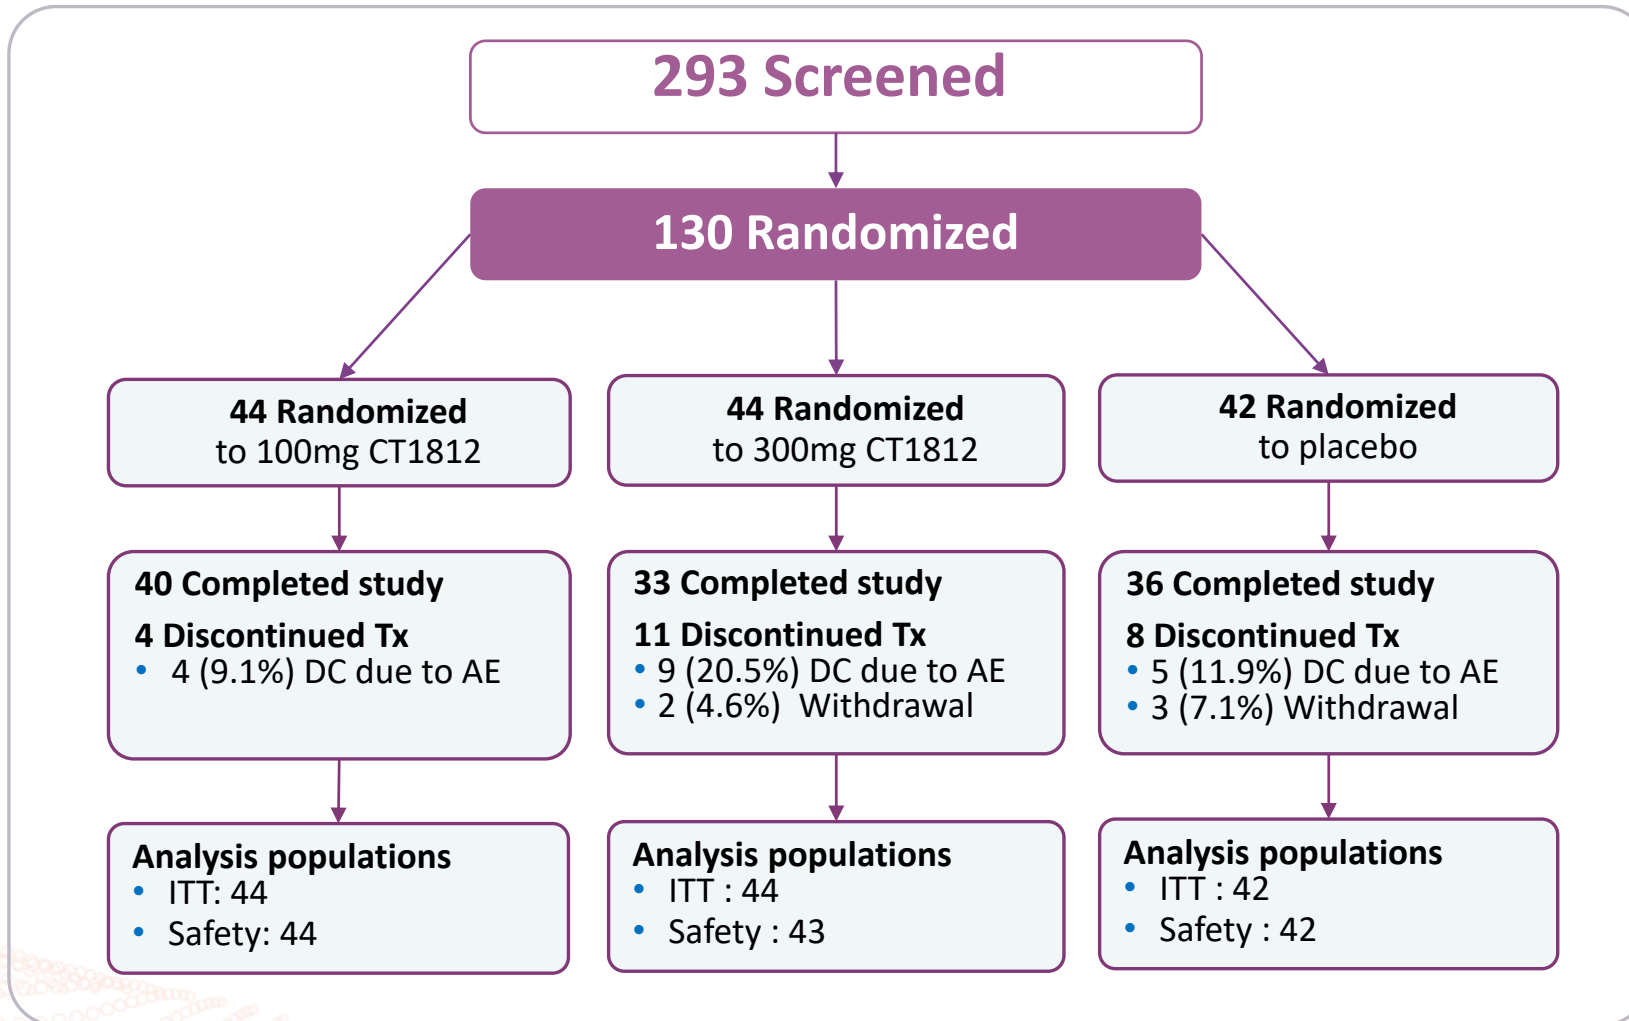 293 Screened
130 Randomized
44 Randomized
to 100mg CT1812
44 Randomized
to 300mg CT1812
42 Randomized
to placebo
40 Completed study
4 Discontinued Tx
• 4 (9.1%) DC due to AE
33 Completed study
11 Discontinued Tx
• 9 (20.5%) DC due to AE
• 2 (4.6%) Withdrawal
36 Completed study
8 Discontinued Tx
• 5 (11.9%) DC due to AE
• 3 (7.1%) Withdrawal
Analysis populations
• ITT: 44
• Safety: 44
Analysis populations
• ITT : 44
• Safety : 43
Analysis populations
• ITT : 42
• Safety : 42